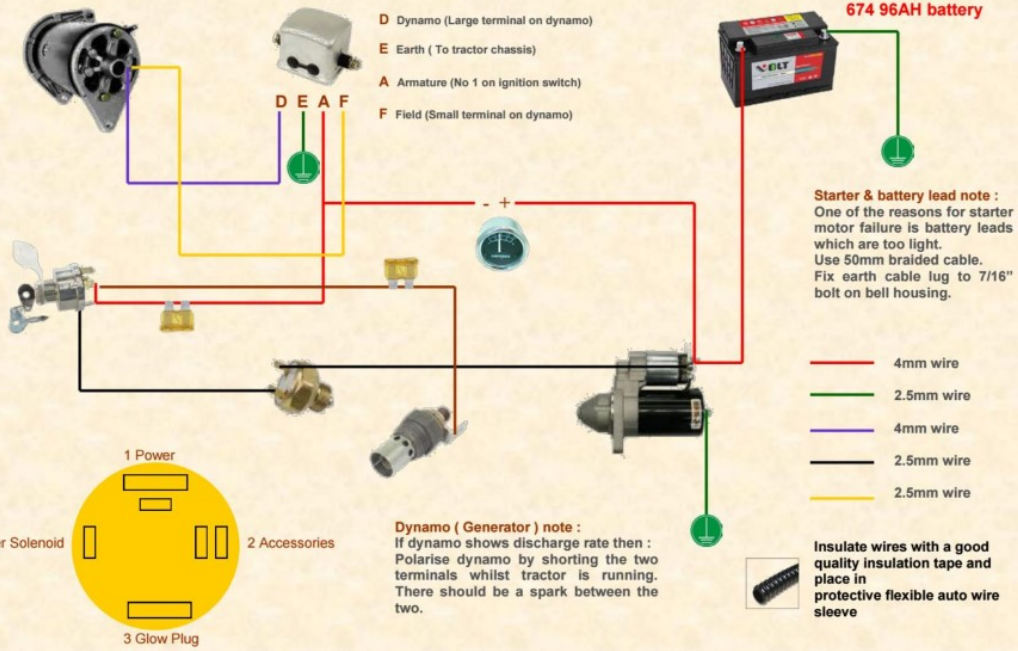 674 96AH battery
D Dynamo (Large terminal on dynamo)
E Earth ( To tractor chassis)
A Armature (No 1 on ignition switch)
F Field (Small terminal on dynamo)
D E A F
- +
VOLT
Starter & battery lead note :
One of the reasons for starter
motor failure is battery leads
which are too light.
Use 50mm braided cable.
Fix earth cable lug to 7/16”
bolt on bell housing.
4mm wire
2.5mm wire
4mm wire
2.5mm wire
2.5mm wire
1 Power
er Solenoid
2 Accessories
3 Glow Plug
Dynamo ( Generator ) note :
If dynamo shows discharge rate then :
Polarise dynamo by shorting the two
terminals whilst tractor is running.
There should be a spark between the
two.
Insulate wires with a good
quality insulation tape and
place in
protective flexible auto wire
sleeve